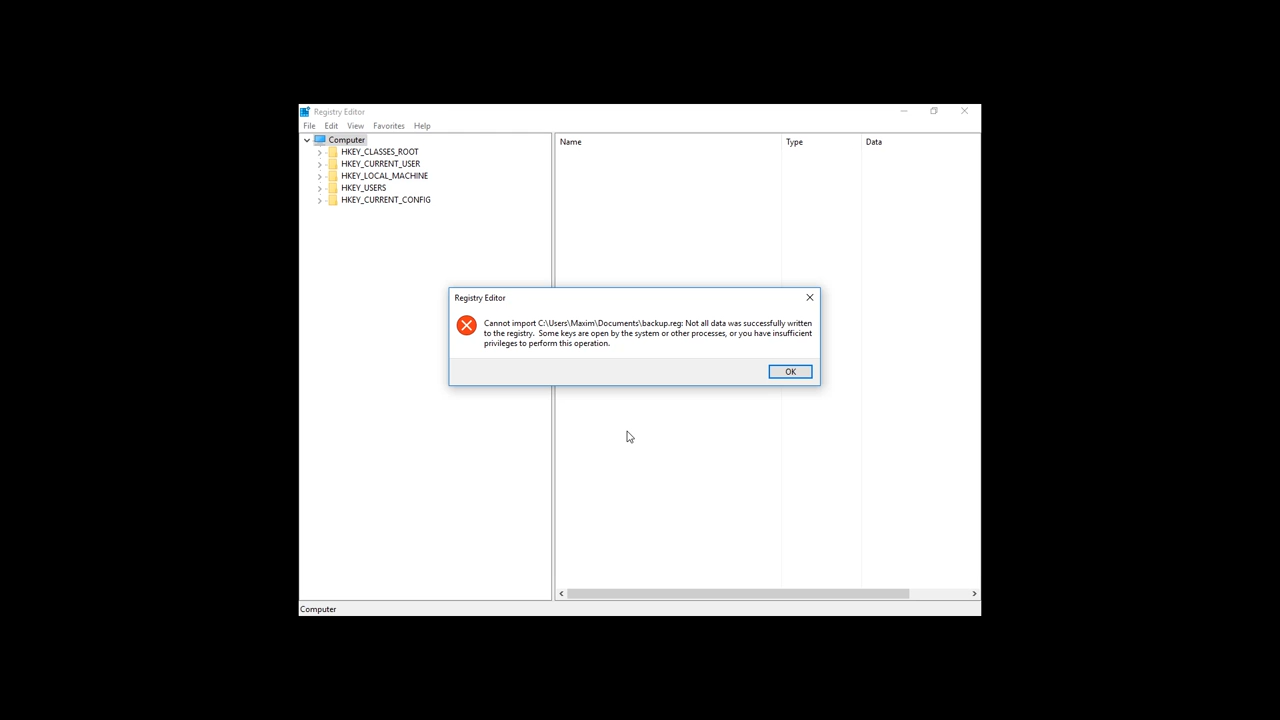 Registry Editor
File Edit View Favorites Help
Computer
HKEY_CLASSES_ROOT
HKEY_CURRENT_USER
HKEY_LOCAL_MACHINE
HKEY_USERS
HKEY_CURRENT_CONFIG
Name Type Data
Registry Editor
Cannot import C:\Users\Maxim\Documents\backup.reg: Not all data was successfully written
to the registry. Some keys are open by the system or other processes, or you have insufficient
privileges to perform this operation.
OK
Computer